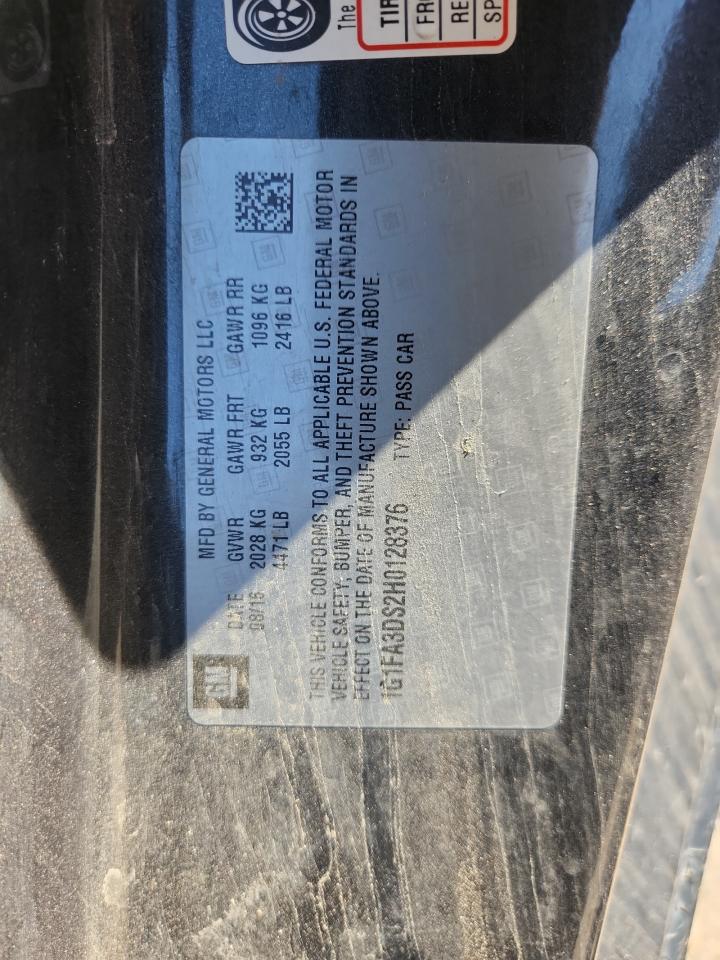 The
TIR
FRO
RE
SP
GM
MFD BY GENERAL MOTORS LLC
DATE GVWR GAWR FRT GAWR RR
08/16 2028 KG 932 KG 1096 KG
4471 LB 2055 LB 2416 LB
THIS VEHICLE CONFORMS TO ALL APPLICABLE U.S. FEDERAL MOTOR
VEHICLE SAFETY, BUMPER, AND THEFT PREVENTION STANDARDS IN
EFFECT ON THE DATE OF MANUFACTURE SHOWN ABOVE.
1G1FA3DS2H0128376 TYPE: PASS CAR